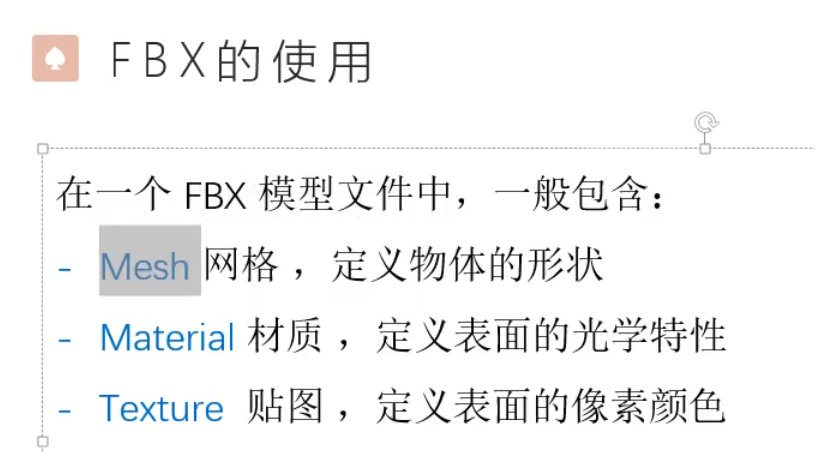 FBX的使用
在一个 FBX 模型文件中，一般包含：
- Mesh 网格 ，定义物体的形状
- Material 材质 ，定义表面的光学特性
- Texture 贴图 ，定义表面的像素颜色